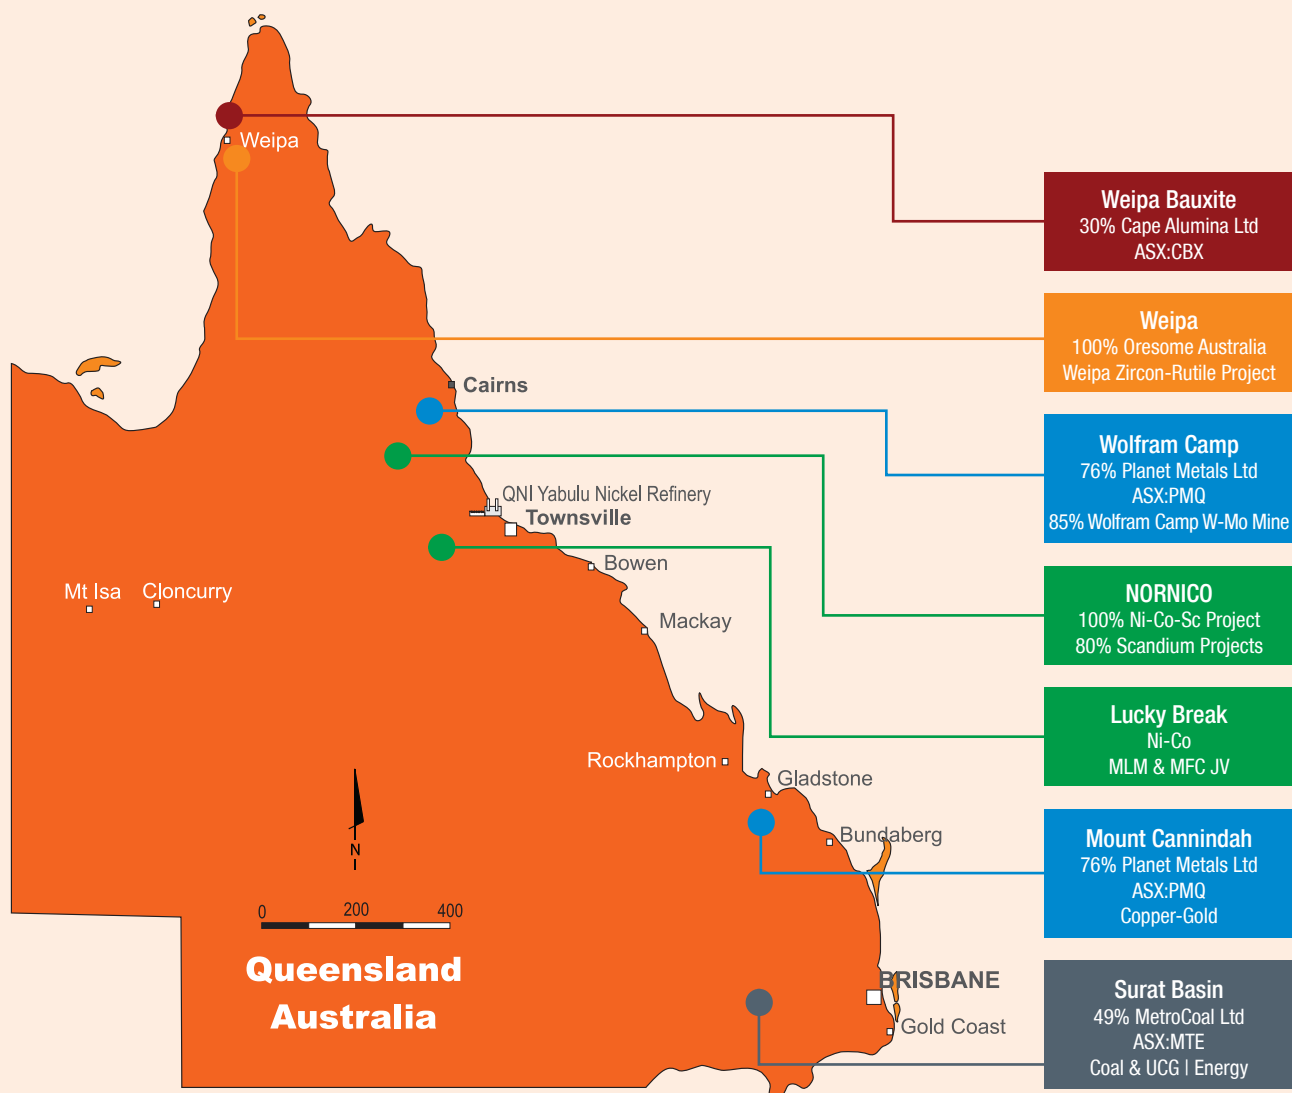 Weipa
Weipa Bauxite
30% Cape Alumina Ltd
ASX:CBX
Weipa
100% Oresome Australia
Weipa Zircon-Rutile Project
Cairns
Wolfram Camp
76% Planet Metals Ltd
ASX:PMQ
85% Wolfram Camp W-Mo Mine
QNI Yabulu Nickel Refinery
Townsville
Bowen
Mt Isa
Cloncurry
NORNICO
100% Ni-Co-Sc Project
80% Scandium Projects
Mackay
Lucky Break
Ni-Co
MLM & MFC JV
Rockhampton
Gladstone
Bundaberg
Mount Cannindah
76% Planet Metals Ltd
ASX:PMQ
Copper-Gold
N
0 200 400
Queensland
Australia
BRISBANE
Gold Coast
Surat Basin
49% MetroCoal Ltd
ASX:MTE
Coal & UCG | Energy